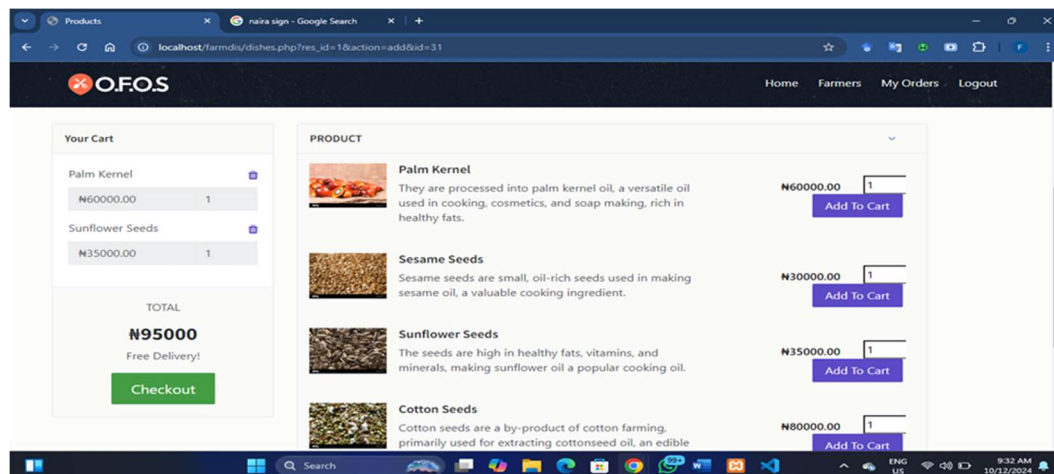 Products
naira sign - Google Search
localhost/farmdis/dishes.php?res_id=1&action=add&id=31
F
O.F.O.S
Home Farmers My Orders Logout
Your Cart
Palm Kernel
₦60000.00 1
Sunflower Seeds
₦35000.00 1
TOTAL
₦95000
Free Delivery!
Checkout
PRODUCT
Palm Kernel
They are processed into palm kernel oil, a versatile oil
used in cooking, cosmetics, and soap making, rich in
healthy fats.
₦60000.00 1
Add To Cart
Sesame Seeds
Sesame seeds are small, oil-rich seeds used in making
sesame oil, a valuable cooking ingredient.
₦30000.00 1
Add To Cart
Sunflower Seeds
The seeds are high in healthy fats, vitamins, and
minerals, making sunflower oil a popular cooking oil.
₦35000.00 1
Add To Cart
Cotton Seeds
Cotton seeds are a by-product of cotton farming,
primarily used for extracting cottonseed oil, an edible
₦80000.00 1
Add To Cart
Search
99+
ENG
US
9:32 AM
10/12/2024